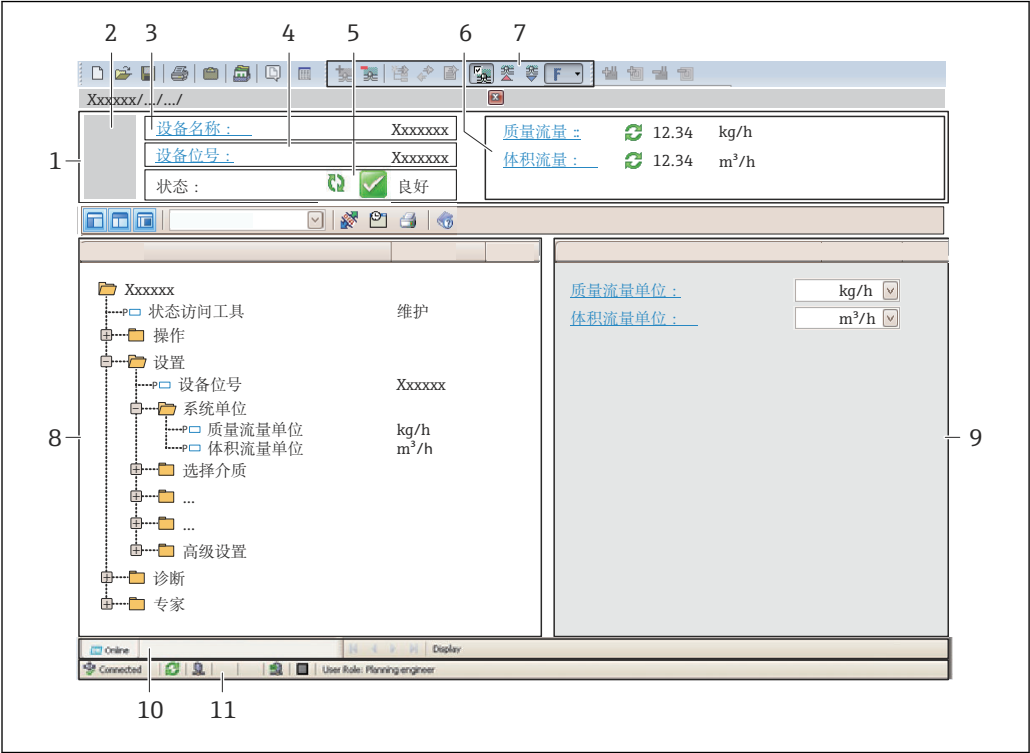 2 3 4 5 6 7
F
Xxxxxx/.../.../
1
设备名称： Xxxxxxx
设备位号： Xxxxxxx
状态： 良好
质量流量：： 12.34 kg/h
体积流量： 12.34 m³/h
Xxxxxx
P 状态访问工具 维护
操作
设置
P 设备位号 Xxxxxx
系统单位
P 质量流量单位 kg/h
P 体积流量单位 m³/h
选择介质
...
...
高级设置
诊断
专家
8
质量流量单位： kg/h
体积流量单位： m³/h
9
Online Display
Connected User Role: Planning engineer
10 11